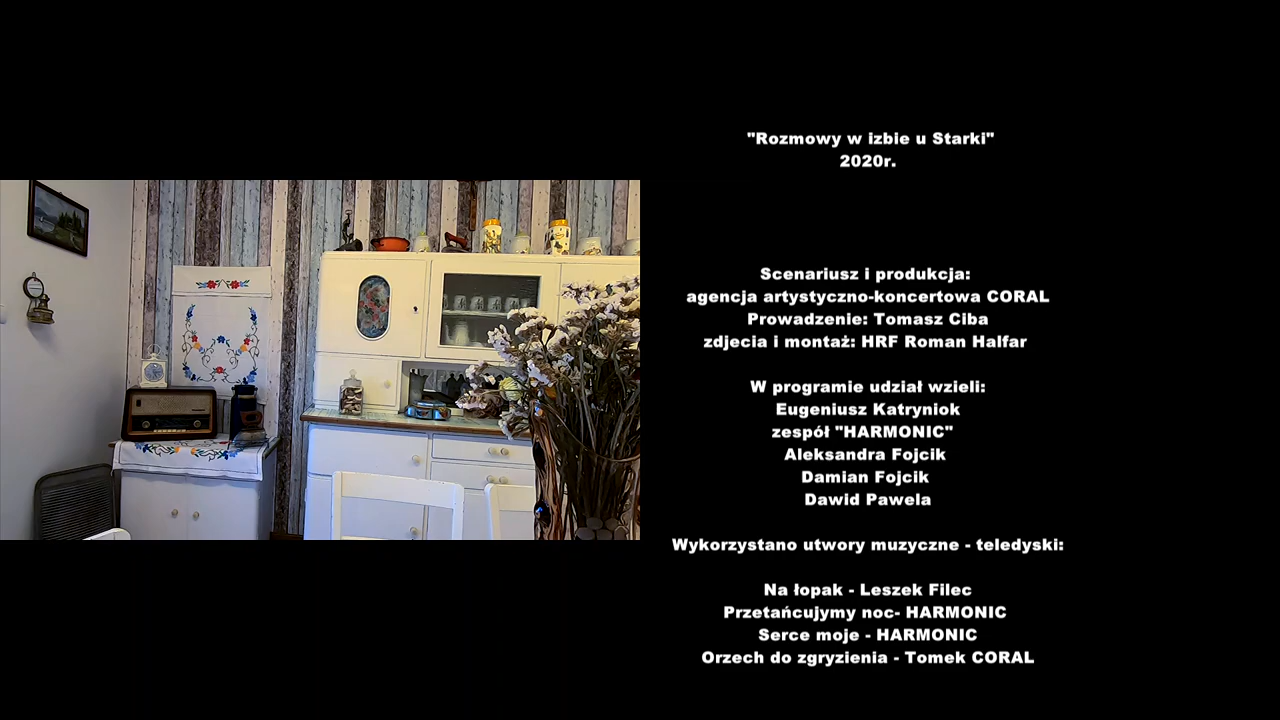 "Rozmowy w izbie u Starki"
2020r.
Scenariusz i produkcja:
agencja artystyczno-koncertowa CORAL
Prowadzenie: Tomasz Ciba
zdjecia i montaż: HRF Roman Halfar
W programie udział wzieli:
Eugeniusz Katryniok
zespół "HARMONIC"
Aleksandra Fojcik
Damian Fojcik
Dawid Pawela
Wykorzystano utwory muzyczne - teledyski:
Na łopak - Leszek Filec
Przetańcujymy noc- HARMONIC
Serce moje - HARMONIC
Orzech do zgryzienia - Tomek CORAL